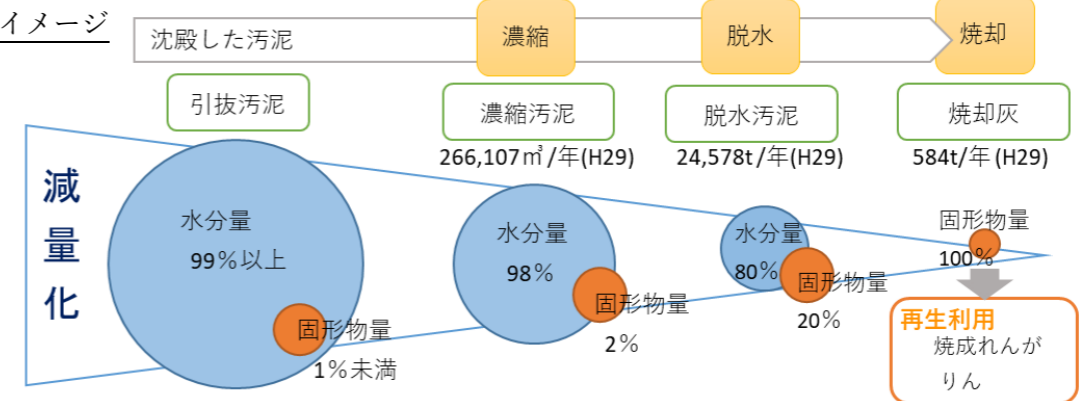 イメージ
沈殿した汚泥
濃縮
脱水
焼却
引抜汚泥
濃縮汚泥
脱水汚泥
焼却灰
266,107㎥/年(H29)
24,578t/年(H29)
584t/年(H29)
減量化
水分量
99%以上
固形物量
1%未満
水分量
98%
固形物量
2%
水分量
80%
固形物量
20%
固形物量
100%
再生利用
焼成れんが
りん